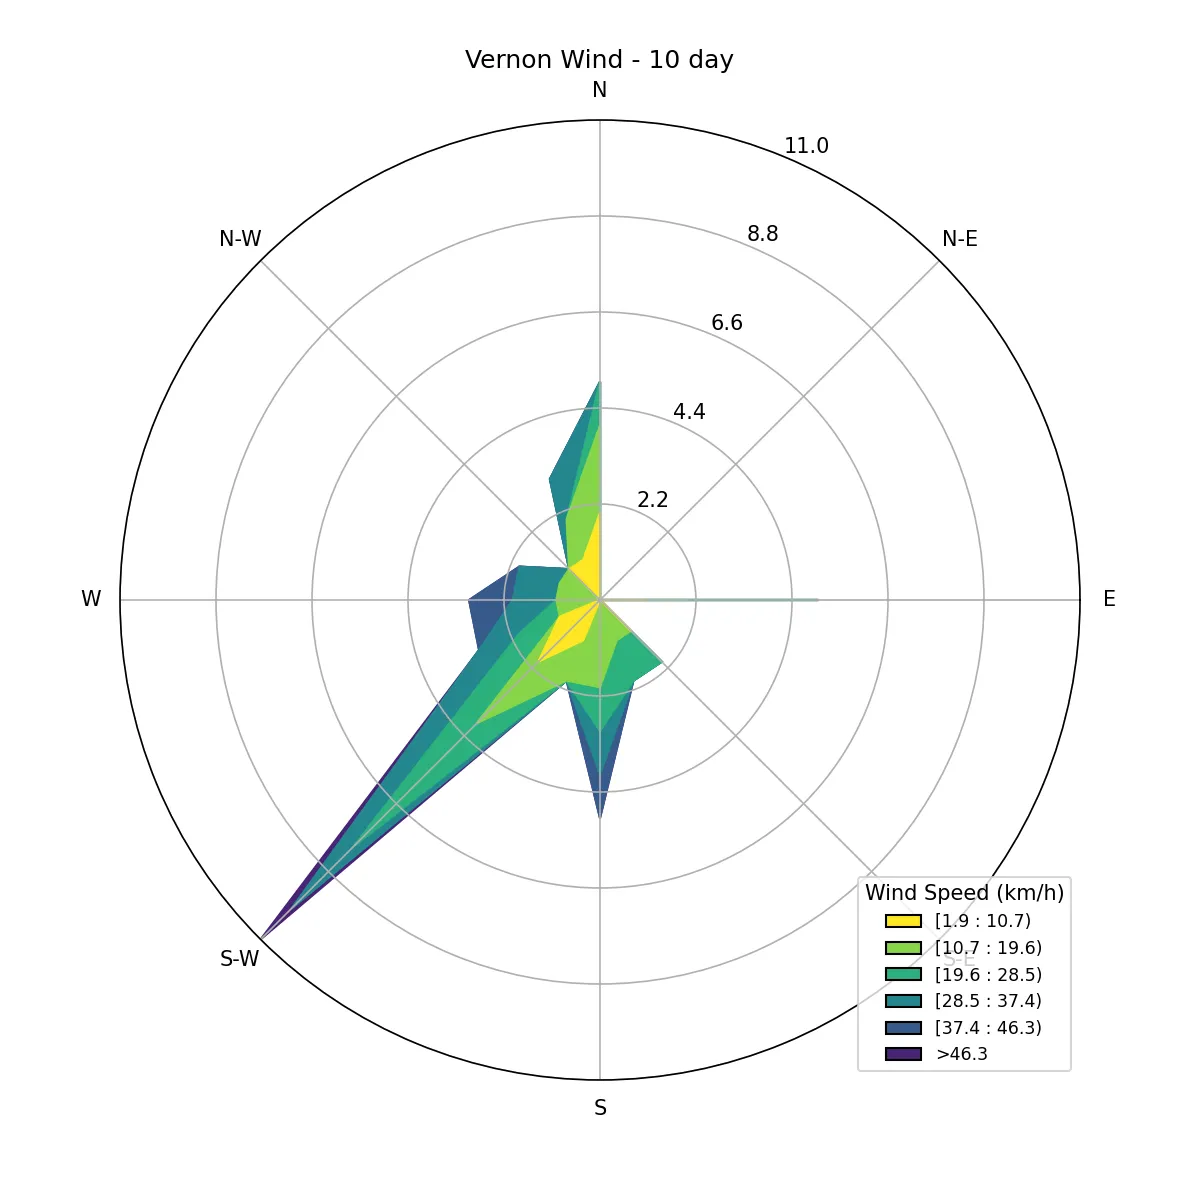 Vernon Wind - 10 day
N
11.0
N-W
8.8
N-E
6.6
4.4
2.2
W
E
S-W
S-E
S
Wind Speed (km/h)
[1.9 : 10.7)
[10.7 : 19.6)
[19.6 : 28.5)
[28.5 : 37.4)
[37.4 : 46.3)
>46.3